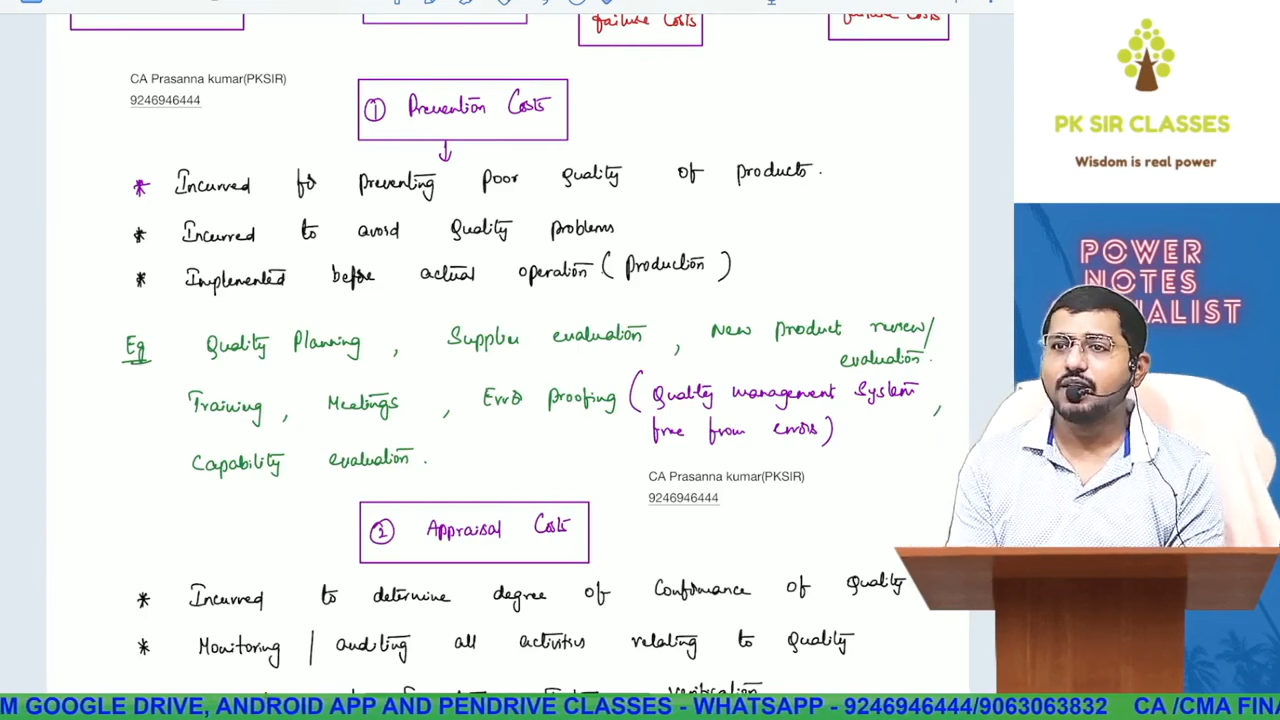 failure Costs
failure Costs
CA Prasanna kumar(PKSIR)
9246946444
① Prevention Costs
* Incurred for preventing poor quality of products.
* Incurred to avoid quality problems
* Implemented before actual operation (Production)
Eg Quality Planning, Supplier evaluation, New product review/
evaluation.
Training, Meetings, Error proofing (Quality management System
free from errors),
Capability evaluation.
CA Prasanna kumar(PKSIR)
9246946444
② Appraisal Costs
* Incurred to determine degree of conformance of quality
* Monitoring / auditing all activities relating to quality
verification
PK SIR CLASSES
Wisdom is real power
POWER
NOTES
M GOOGLE DRIVE, ANDROID APP AND PENDRIVE CLASSES - WHATSAPP - 9246946444/9063063832 CA /CMA FINA